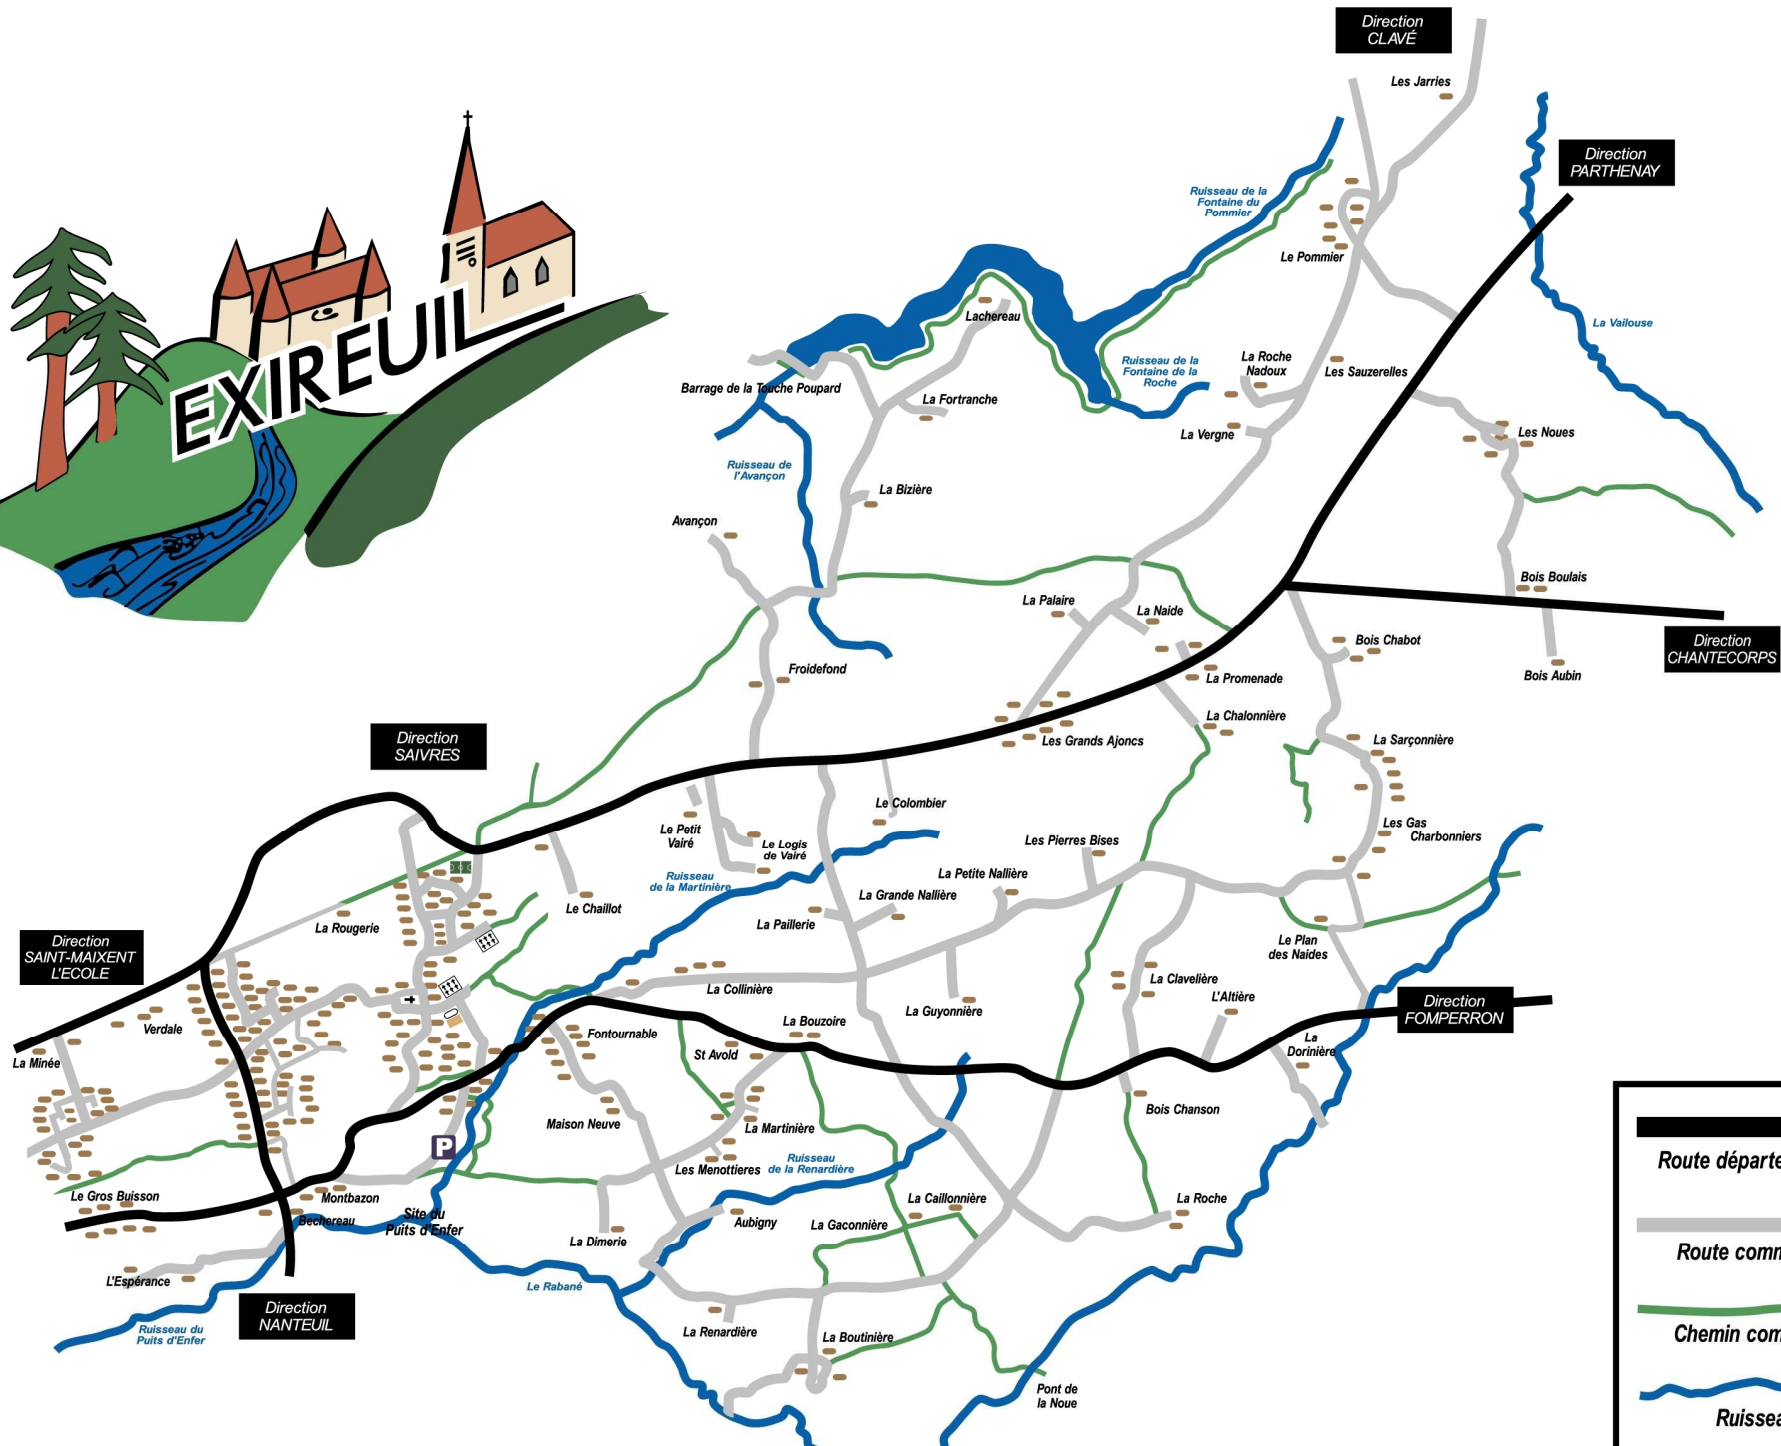 Direction
CLAVÉ
Les Jarries
Direction
PARTHENAY
Ruisseau de la
Fontaine du
Pommier
Le Pommier
EXIREUIL
Lachereau
La Vailouse
Barrage de la Touche Poupard
Ruisseau de la
Fontaine de la
Roche
La Roche
Nadoux
Les Sauzerelles
La Fortranche
La Vergne
Les Noues
Ruisseau de
l'Avançon
La Bizière
Avançon
Bois Boulais
La Palaire
La Naide
Bois Chabot
Direction
CHANTECORPS
Froidefond
La Promenade
Bois Aubin
La Chalonnière
Direction
SAIVRES
Les Grands Ajoncs
La Sarçonnière
Le Colombier
Le Petit
Vairé
Le Logis
de Vairé
Les Pierres Bises
Les Gas
Charbonniers
Ruisseau
de la Martinière
La Petite Nallière
La Grande Nallière
Le Chaillot
La Rougerie
La Paillerie
Direction
SAINT-MAIXENT
L'ECOLE
Le Plan
des Naides
La Collinière
La Clavelière
L'Altière
La Guyonnière
Direction
FOMPERRON
Verdale
La Minée
Fontournable
La Bouzoire
St Avold
La
Dorinière
Maison Neuve
La Martinière
Bois Chanson
Les Menottieres
Ruisseau
de la Renardière
P
Route départe
Le Gros Buisson
Montbazon
Bechereau
Site du
Puits d'Enfer
La Dimerie
Aubigny
La Gaconnière
La Caillonnière
La Roche
Route comm
L'Espérance
Le Rabané
Direction
NANTEUIL
Ruisseau du
Puits d'Enfer
La Renardière
La Boutinière
Chemin com
Pont de
la Noue
Ruissea